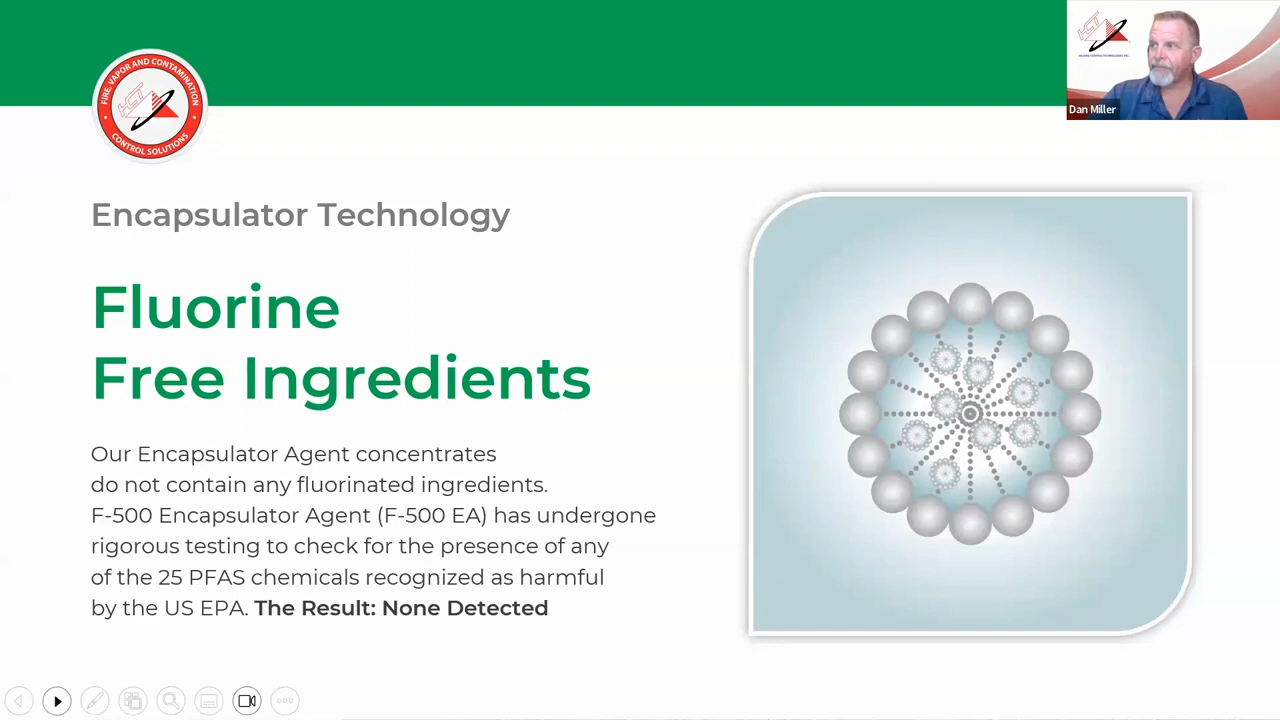 FIRE, VAPOR AND CONTAMINATION
HCT
CONTROL SOLUTIONS
HCT
Dan Miller
Encapsulator Technology
Fluorine
Free Ingredients
Our Encapsulator Agent concentrates
do not contain any fluorinated ingredients.
F-500 Encapsulator Agent (F-500 EA) has undergone
rigorous testing to check for the presence of any
of the 25 PFAS chemicals recognized as harmful
by the US EPA. The Result: None Detected